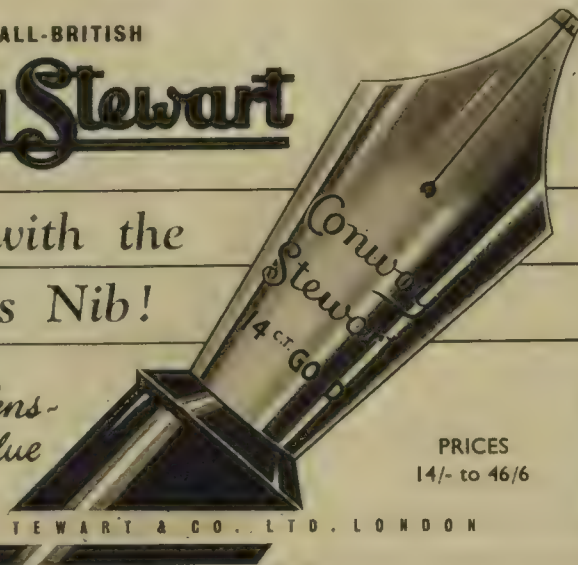 ALL-BRITISH
Stewart
with the
s Nib!
Conway
Stewart
14 CT. GOLD
PRICES
14/- to 46/6
TEWART & CO. LTD. LONDON